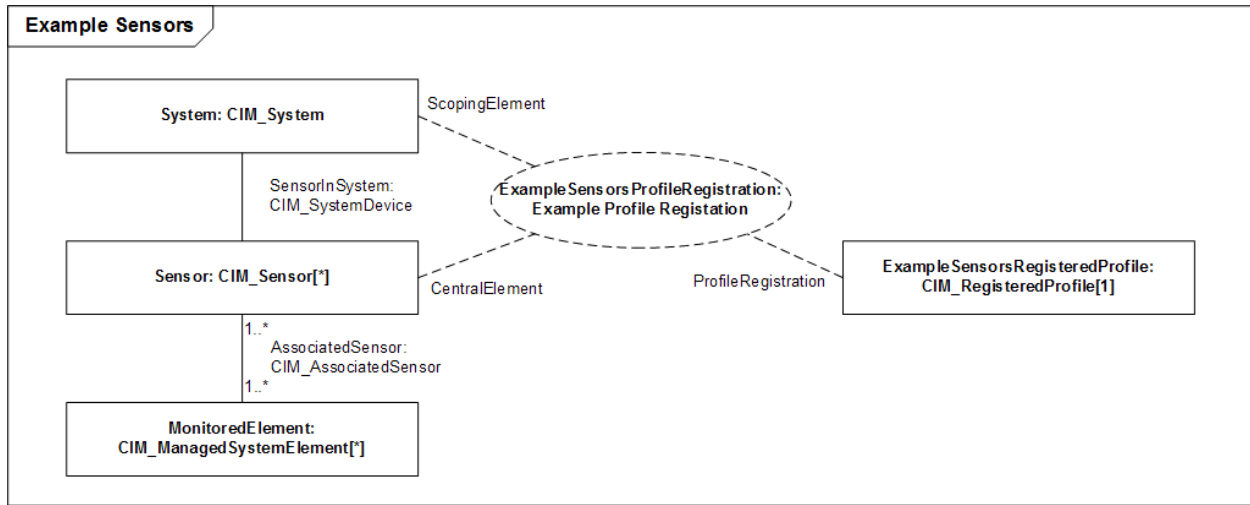 Example Sensors
System: CIM_System
ScopingElement
SensorInSystem:
CIM_SystemDevice
ExampleSensorsProfileRegistration:
Example Profile Registation
Sensor: CIM_Sensor[*]
CentralElement
ProfileRegistration
ExampleSensorsRegisteredProfile:
CIM_RegisteredProfile[1]
1..*
AssociatedSensor:
CIM_AssociatedSensor
1..*
MonitoredElement:
CIM_ManagedSystemElement[*]